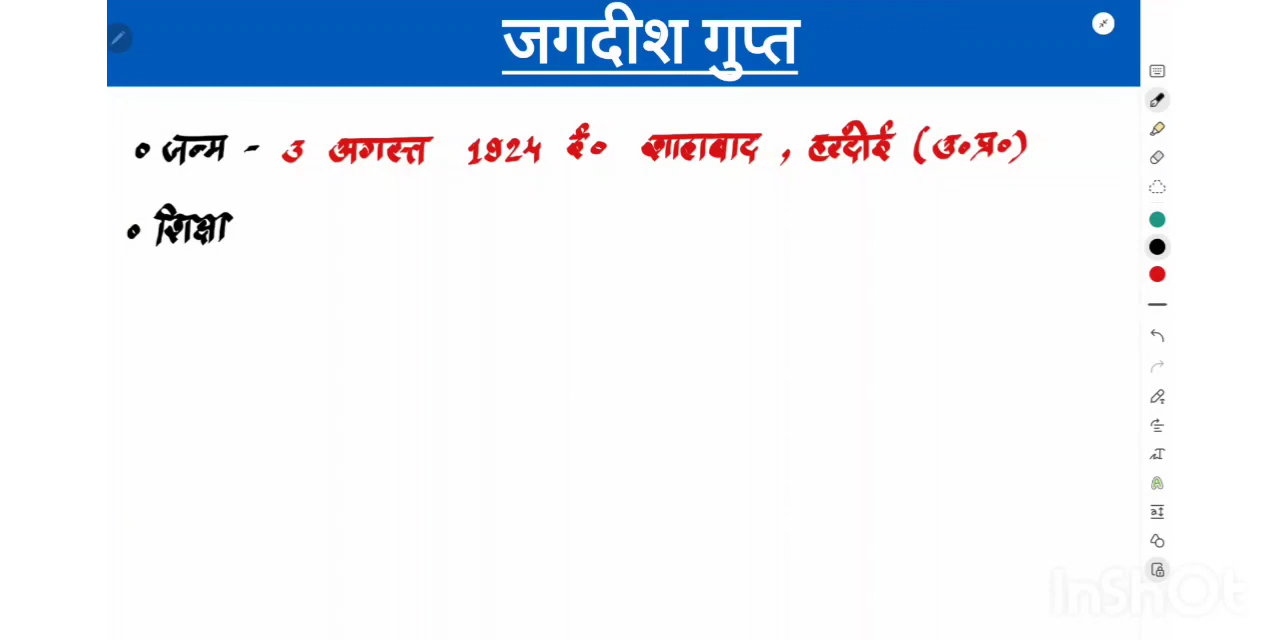 जगदीश गुप्त
• जन्म - 3 अगस्त 1924 ई० शाहाबाद , हरदोई (उ०प्र०)
• शिक्षा
InShOt